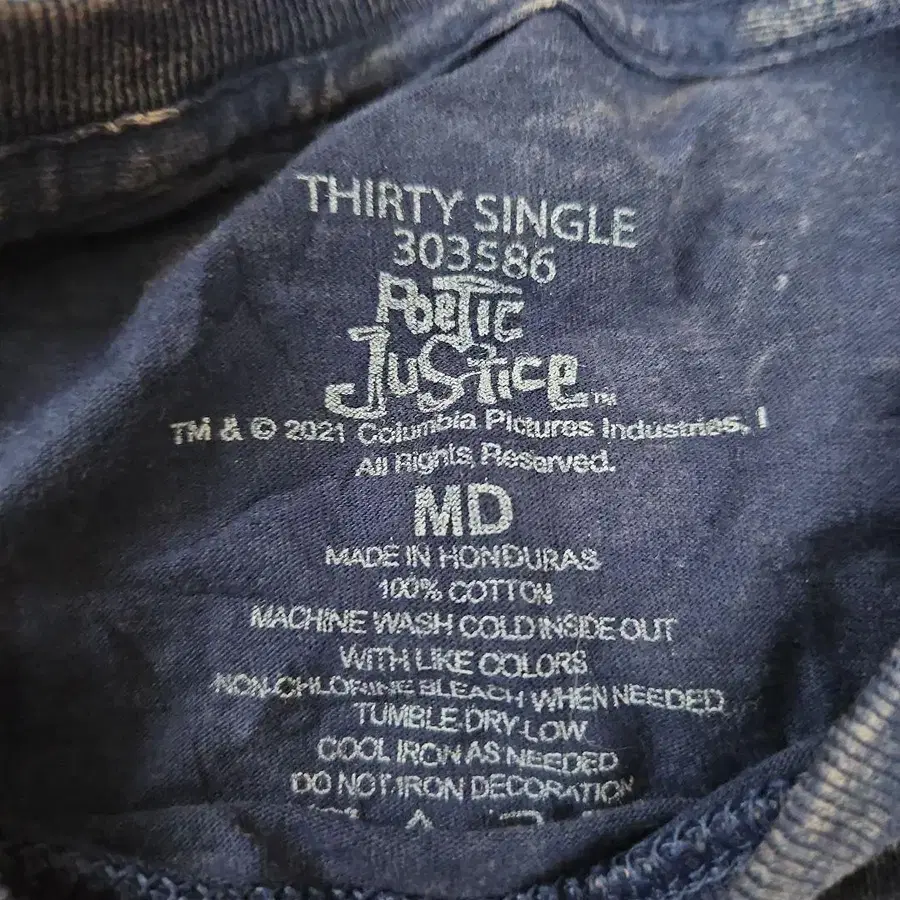 THIRTY SINGLE
303586
POETIC
JUSTICE™
TM & © 2021 Columbia Pictures Industries, I
All Rights Reserved.
MD
MADE IN HONDURAS
100% COTTON
MACHINE WASH COLD INSIDE OUT
WITH LIKE COLORS
NON-CHLORINE BLEACH WHEN NEEDED
TUMBLE DRY LOW
COOL IRON AS NEEDED
DO NOT IRON DECORATION